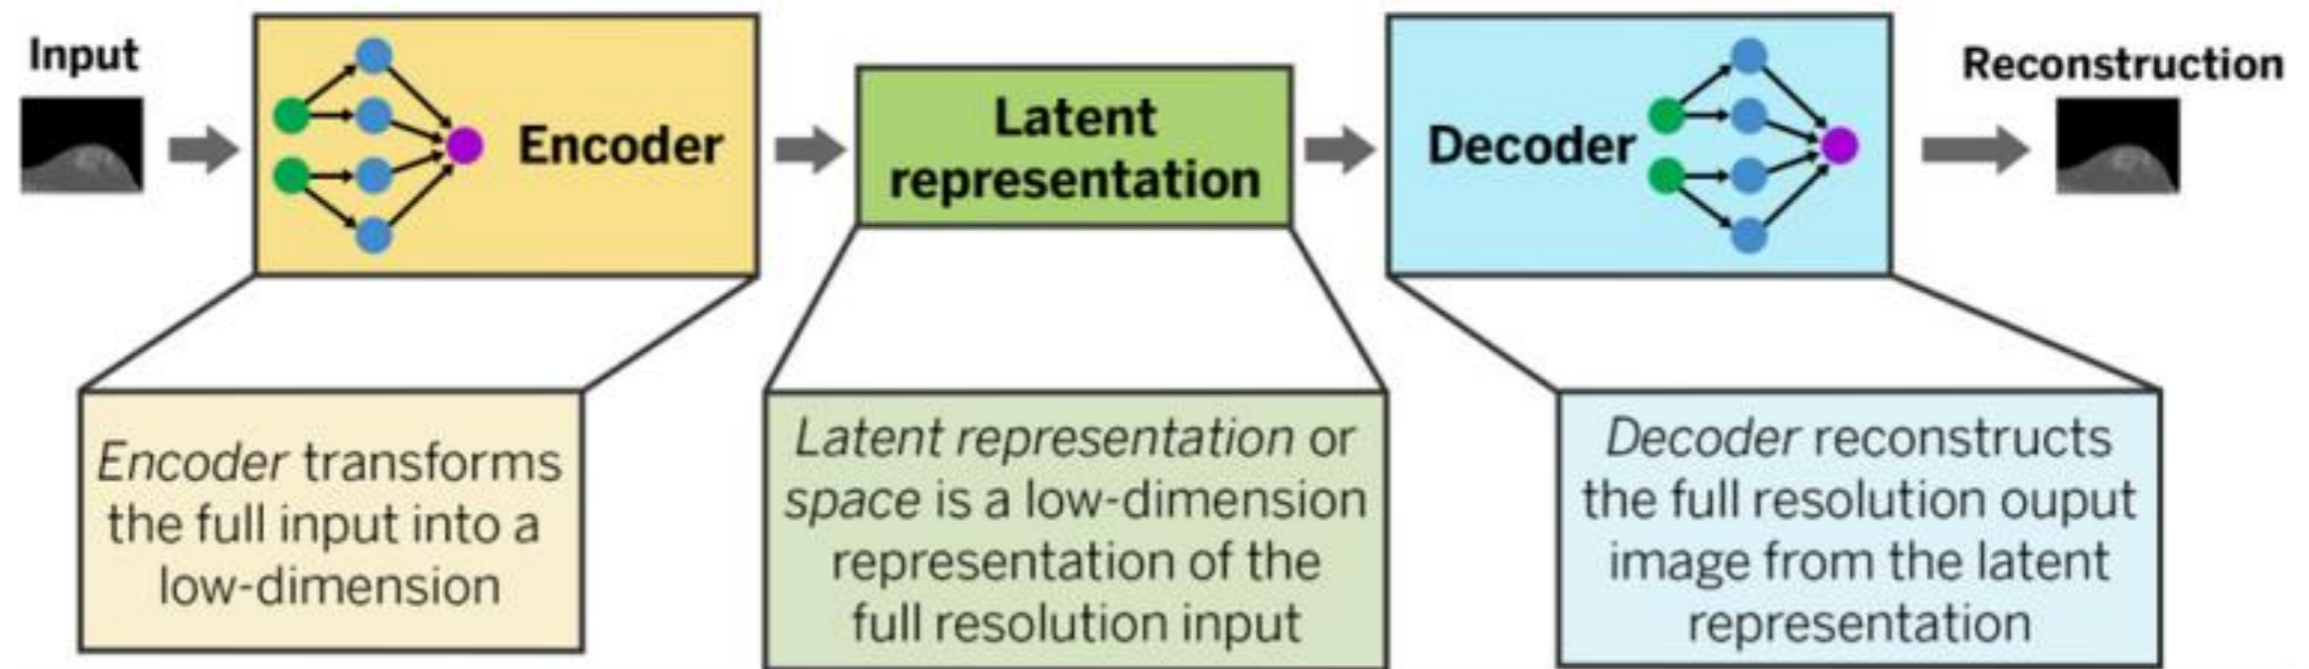 Input
Encoder
Latent
representation
Decoder
Reconstruction
Encoder transforms
the full input into a
low-dimension
Latent representation or
space is a low-dimension
representation of the
full resolution input
Decoder reconstructs
the full resolution ouput
image from the latent
representation